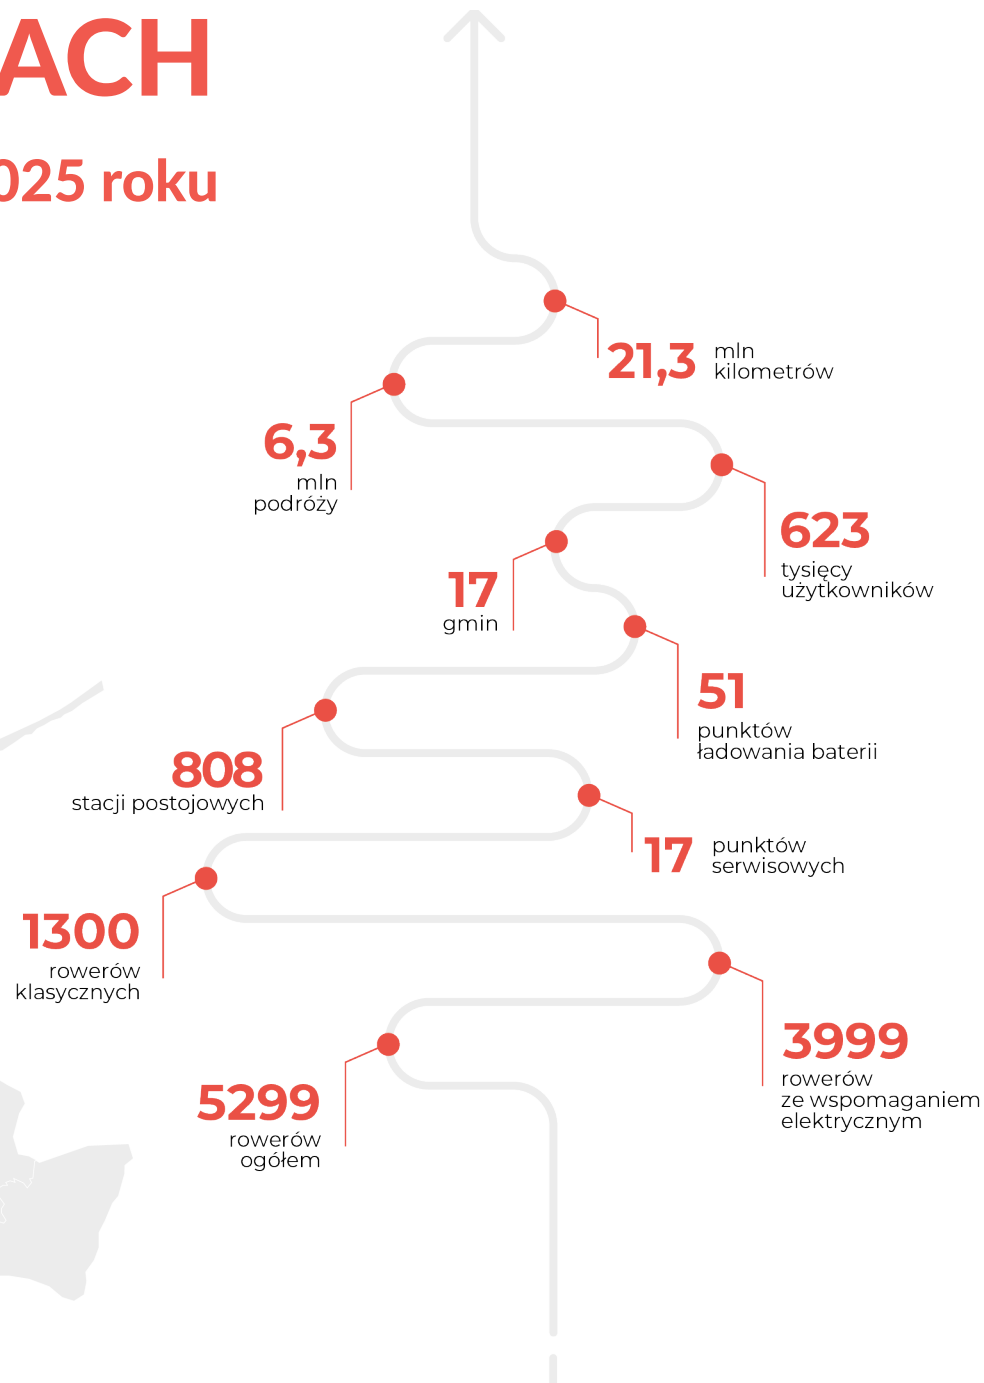 ACH
025 roku
21,3 mln
kilometrów
6,3
mln
podróży
623
tysięcy
użytkowników
17
gmin
51
punktów
ładowania baterii
808
stacji postojowych
17 punktów
serwisowych
1300
rowerów
klasycznych
3999
rowerów
ze wspomaganiem
elektrycznym
5299
rowerów
ogółem